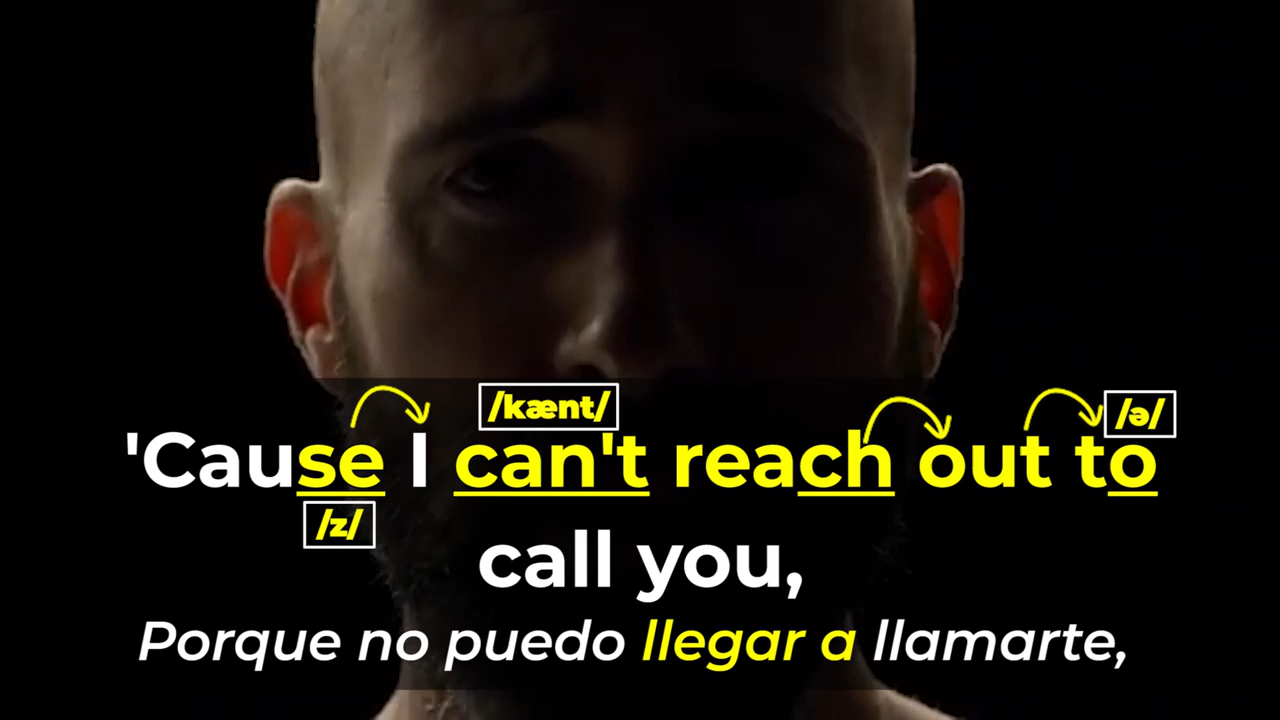 /kænt/ /ə/
'Cause I can't reach out to
/z/
call you,
Porque no puedo llegar a llamarte,